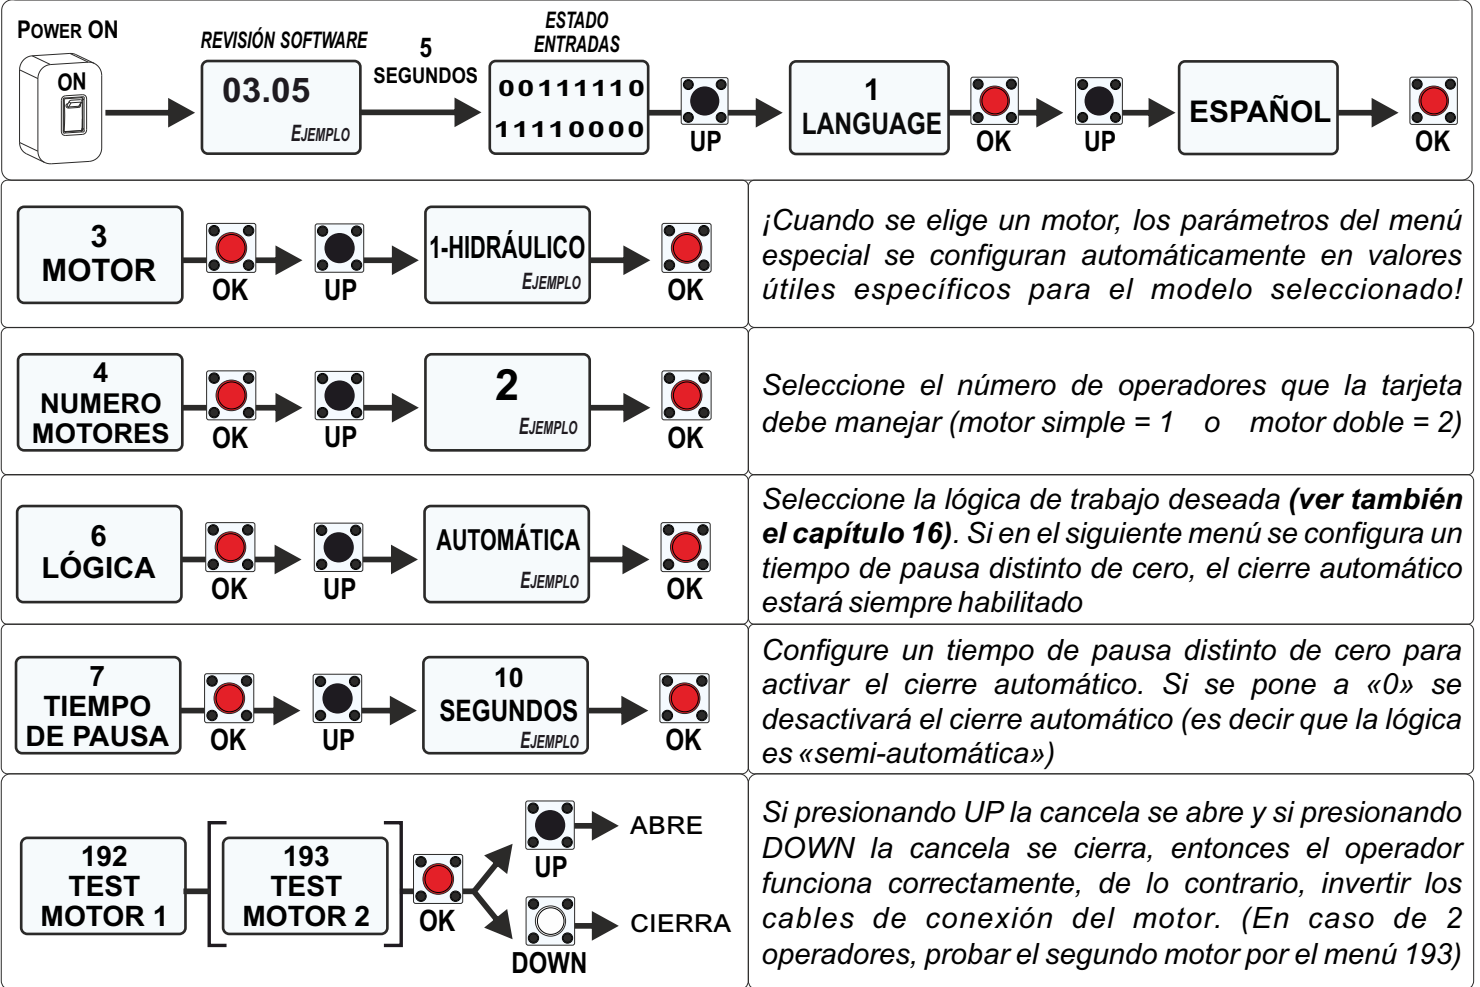 POWER ON
ON
REVISIÓN SOFTWARE
03.05
EJEMPLO
5
SEGUNDOS
ESTADO
ENTRADAS
00111110
11110000
UP
1
LANGUAGE
OK
UP
ESPAÑOL
OK
3
MOTOR
OK
UP
1-HIDRÁULICO
EJEMPLO
OK
¡Cuando se elige un motor, los parámetros del menú
especial se configuran automáticamente en valores
útiles específicos para el modelo seleccionado!
4
NUMERO
MOTORES
OK
UP
2
EJEMPLO
OK
Seleccione el número de operadores que la tarjeta
debe manejar (motor simple = 1 o motor doble = 2)
6
LÓGICA
OK
UP
AUTOMÁTICA
EJEMPLO
OK
Seleccione la lógica de trabajo deseada (ver también
el capítulo 16). Si en el siguiente menú se configura un
tiempo de pausa distinto de cero, el cierre automático
estará siempre habilitado
7
TIEMPO
DE PAUSA
OK
UP
10
SEGUNDOS
EJEMPLO
OK
Configure un tiempo de pausa distinto de cero para
activar el cierre automático. Si se pone a «0» se
desactivará el cierre automático (es decir que la lógica
es «semi-automática»)
192
TEST
MOTOR 1
193
TEST
MOTOR 2
OK
UP
ABRE
DOWN
CIERRA
Si presionando UP la cancela se abre y si presionando
DOWN la cancela se cierra, entonces el operador
funciona correctamente, de lo contrario, invertir los
cables de conexión del motor. (En caso de 2
operadores, probar el segundo motor por el menú 193)